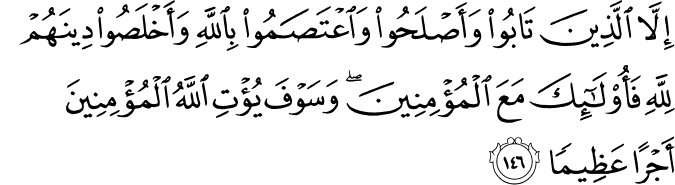 إِلَّا ٱلَّذِينَ تَابُوا۟ وَأَصْلَحُوا۟ وَٱعْتَصَمُوا۟ بِٱللَّهِ وَأَخْلَصُوا۟ دِينَهُمْ
لِلَّهِ فَأُو۟لَـٰٓئِكَ مَعَ ٱلْمُؤْمِنِينَ ۖ وَسَوْفَ يُؤْتِ ٱللَّهُ ٱلْمُؤْمِنِينَ
أَجْرًا عَظِيمًا ١٤٦